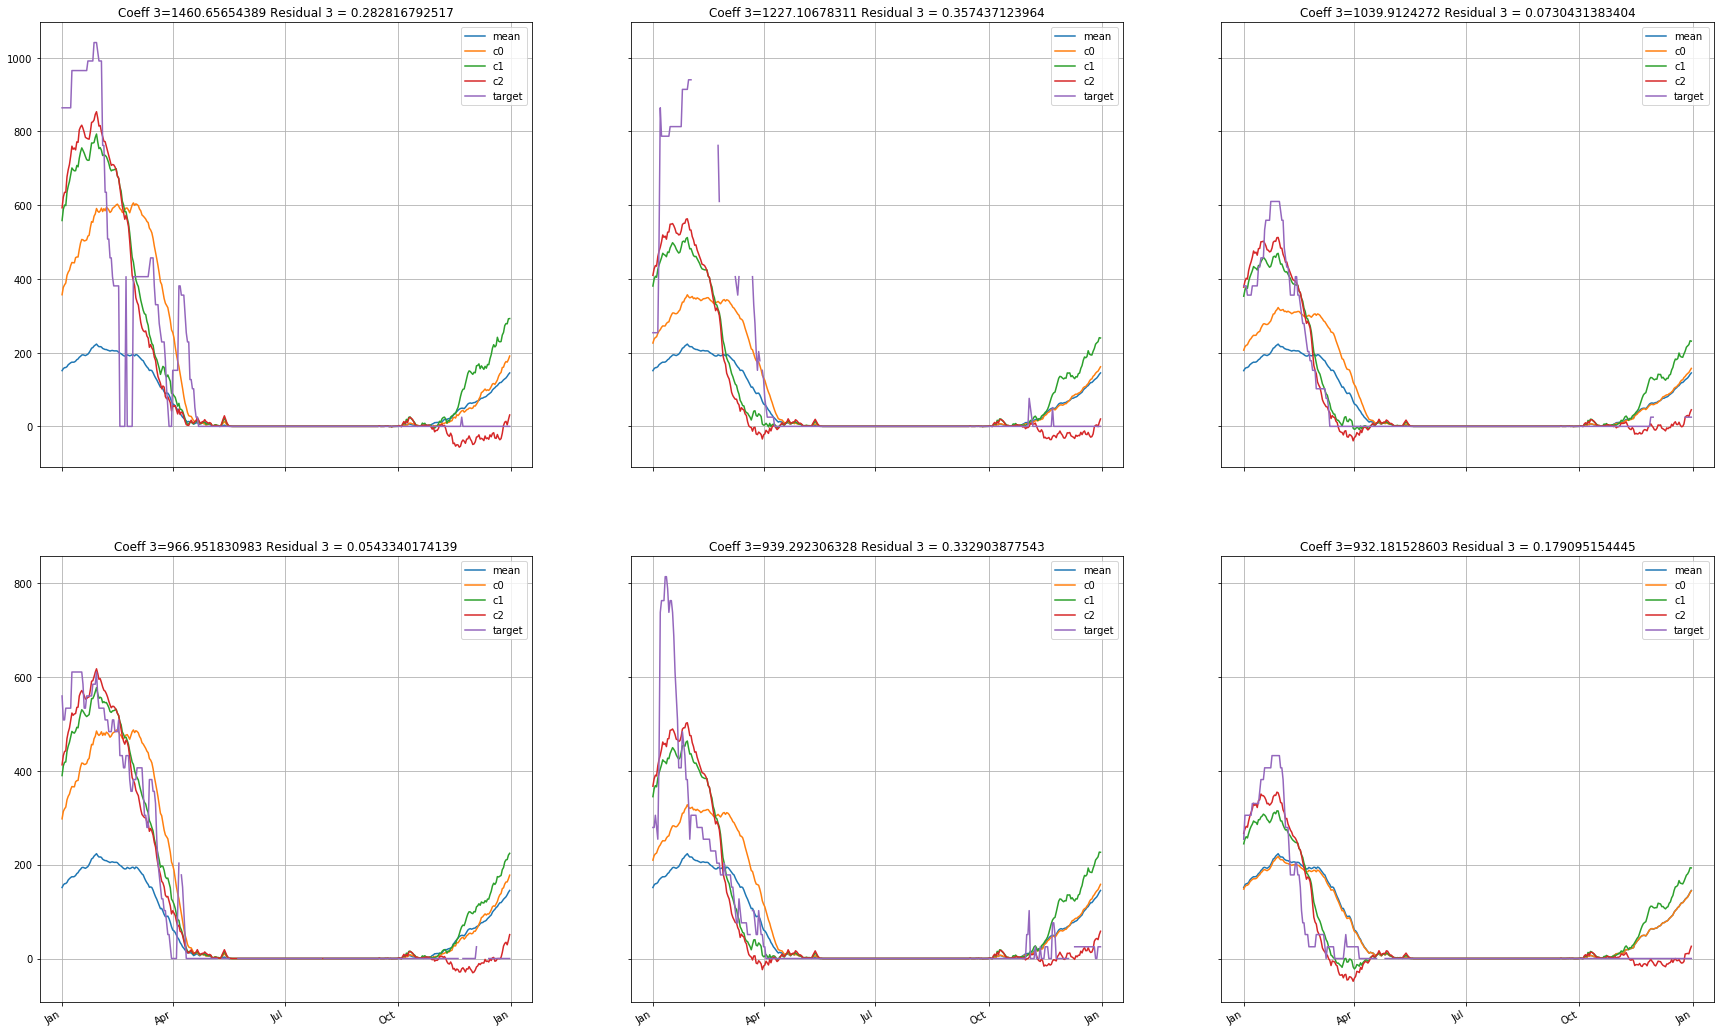 Coeff 3=1460.65654389 Residual 3 = 0.282816792517
Coeff 3=1227.10678311 Residual 3 = 0.357437123964
Coeff 3=1039.9124272 Residual 3 = 0.0730431383404
mean
c0
c1
c2
target
mean
c0
c1
c2
target
mean
c0
c1
c2
target
1000
800
600
400
200
0
Coeff 3=966.951830983 Residual 3 = 0.0543340174139
Coeff 3=939.292306328 Residual 3 = 0.332903877543
Coeff 3=932.181528603 Residual 3 = 0.179095154445
mean
c0
c1
c2
target
mean
c0
c1
c2
target
mean
c0
c1
c2
target
800
600
400
200
0
Jan Apr Jul Oct Jan
Jan Apr Jul Oct Jan
Jan Apr Jul Oct Jan